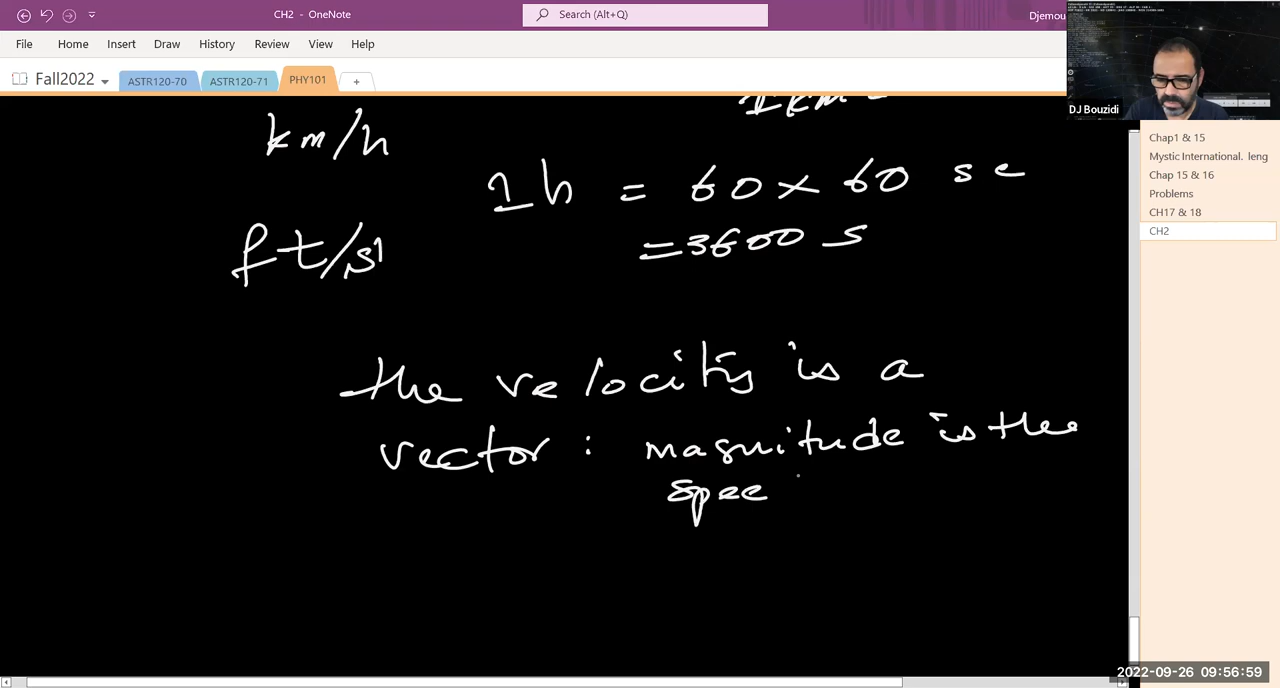 CH2 - OneNote
Search (Alt+Q)
Djemou
File Home Insert Draw History Review View Help
Fall2022 ASTR120-70 ASTR120-71 PHY101 +
DJ Bouzidi
Chap1 & 15
Mystic International. leng
Chap 15 & 16
Problems
CH17 & 18
CH2
km/h
1h = 60 × 60 se
= 3600 s
ft/s
the velocity is a
vector : magnitude is the
spee
2022-09-26 09:56:59